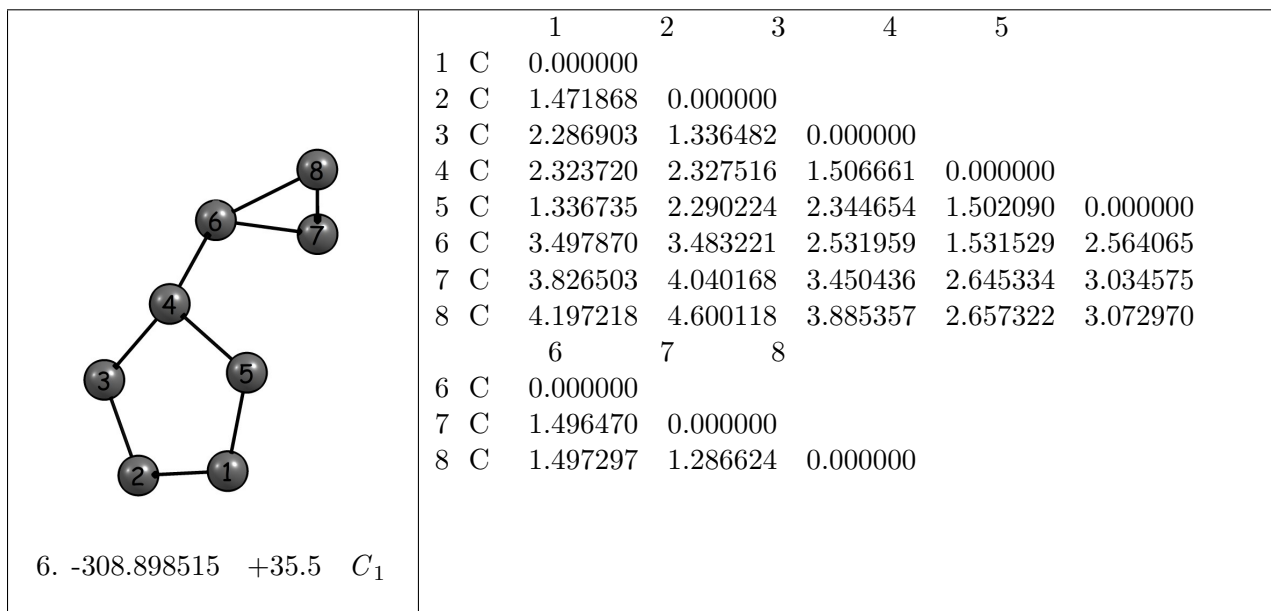 1 2 3 4 5
1 C 0.000000
2 C 1.471868 0.000000
3 C 2.286903 1.336482 0.000000
4 C 2.323720 2.327516 1.506661 0.000000
5 C 1.336735 2.290224 2.344654 1.502090 0.000000
6 C 3.497870 3.483221 2.531959 1.531529 2.564065
7 C 3.826503 4.040168 3.450436 2.645334 3.034575
8 C 4.197218 4.600118 3.885357 2.657322 3.072970
6 7 8
6 C 0.000000
7 C 1.496470 0.000000
8 C 1.497297 1.286624 0.000000
8
6
7
4
3
5
2
1
6. -308.898515 +35.5 C1